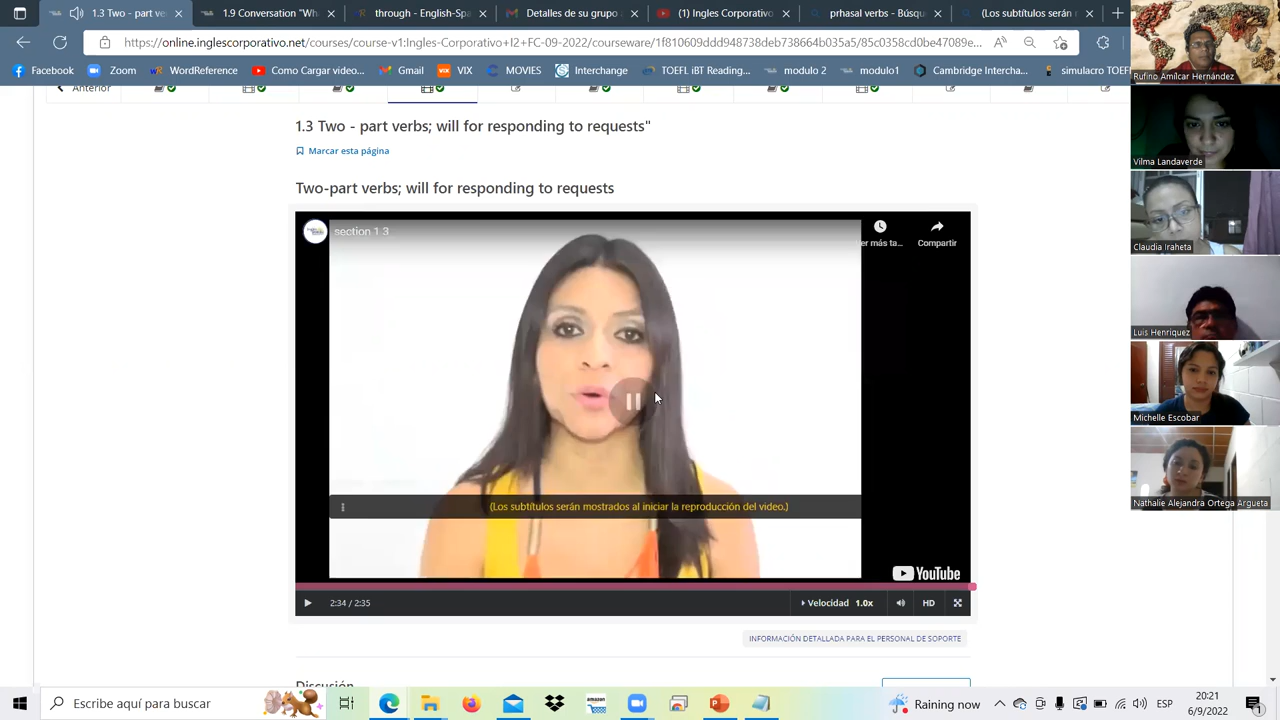 1.3 Two - part ve
1.9 Conversation "Wh
through - English-Sp
Detalles de su grupo
(1) Ingles Corporativo
prhasal verbs - Búsqu
(Los subtítulos serán
https://online.inglescorporativo.net/courses/course-v1:Ingles-Corporativo+I2+FC-09-2022/courseware/1f810609ddd948738deb738664b035a5/85c0358cd0be47089e...
Facebook
Zoom
WordReference
Como Cargar video...
Gmail
VIX
MOVIES
Interchange
TOEFL iBT Reading...
modulo 2
modulo1
Cambridge Intercha...
simulacro TOEFL
Rufino Amílcar Hernández
Anterior
1.3 Two - part verbs; will for responding to requests"
Marcar esta página
Vilma Landaverde
Two-part verbs; will for responding to requests
section 1.3
er más ta...
Compartir
Claudia Iraheta
Luis Henriquez
Michelle Escobar
(Los subtítulos serán mostrados al iniciar la reproducción del video.)
Nathalie Alejandra Ortega Argueta
YouTube
2:34 / 2:35
Velocidad 1.0x
HD
INFORMACIÓN DETALLADA PARA EL PERSONAL DE SOPORTE
Discusión
Escribe aquí para buscar
amazon
Raining now
ESP
20:21
6/9/2022
1